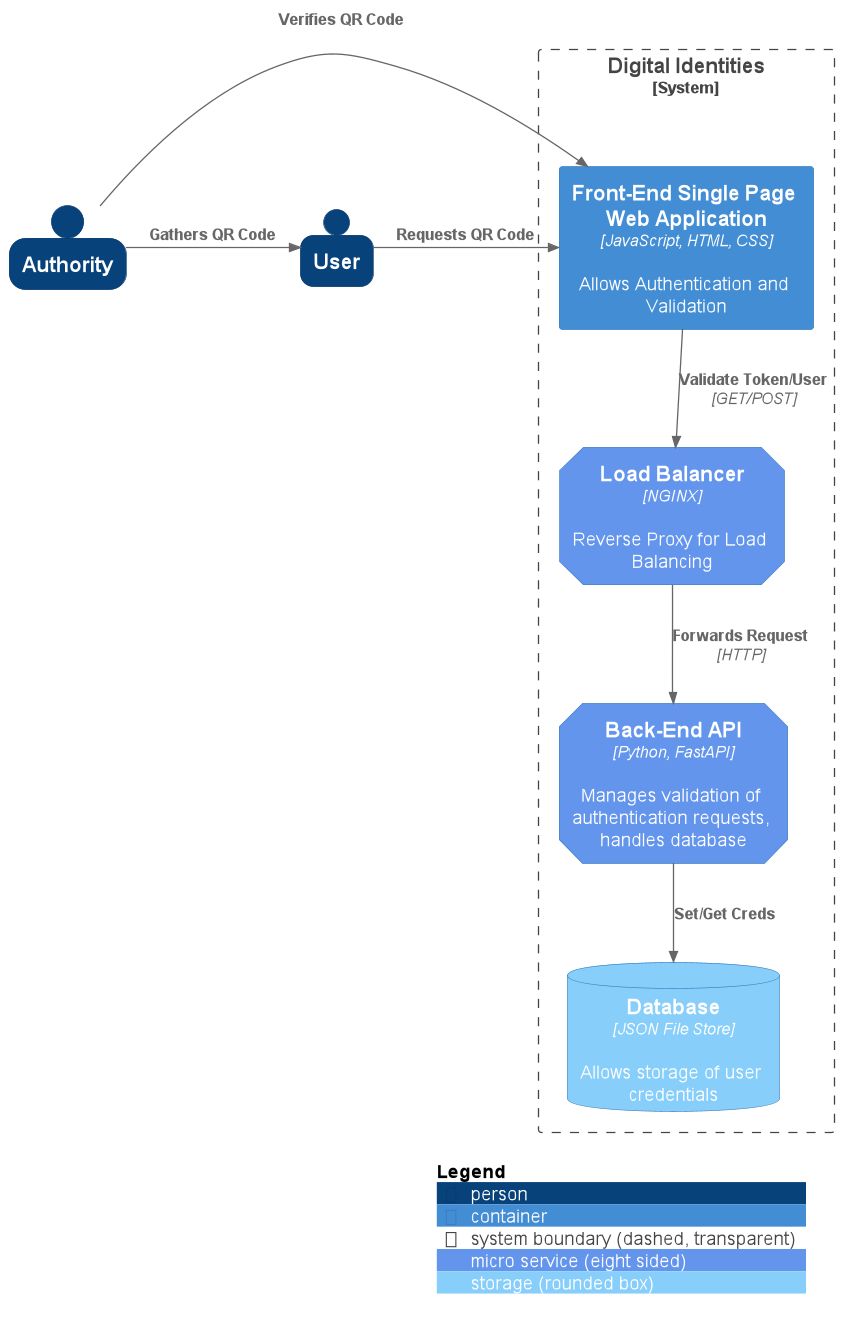 Verifies QR Code
Digital Identities
[System]
Front-End Single Page
Web Application
[JavaScript, HTML, CSS]
Allows Authentication and
Validation
Authority
Gathers QR Code
User
Requests QR Code
Validate Token/User
[GET/POST]
Load Balancer
[NGINX]
Reverse Proxy for Load
Balancing
Forwards Request
[HTTP]
Back-End API
[Python, FastAPI]
Manages validation of
authentication requests,
handles database
Set/Get Creds
Database
[JSON File Store]
Allows storage of user
credentials
Legend
person
container
system boundary (dashed, transparent)
micro service (eight sided)
storage (rounded box)